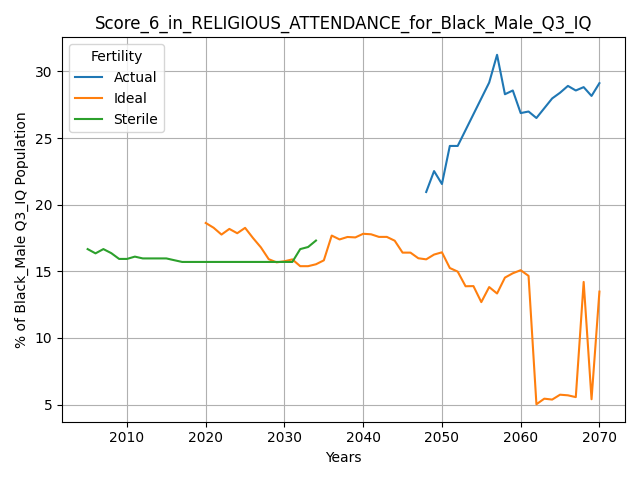 Score_6_in_RELIGIOUS_ATTENDANCE_for_Black_Male_Q3_IQ
Fertility
Actual
Ideal
Sterile
% of Black_Male Q3_IQ Population
30
25
20
15
10
5
2010 2020 2030 2040 2050 2060 2070
Years